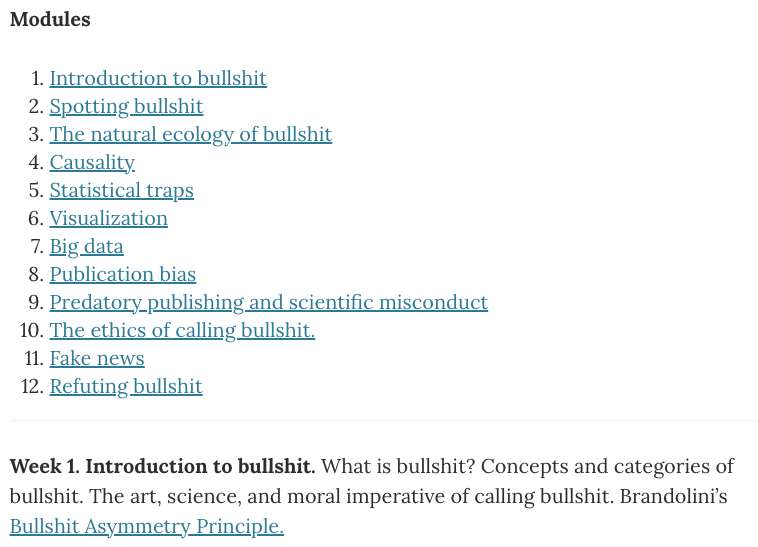 Modules
1. Introduction to bullshit
2. Spotting bullshit
3. The natural ecology of bullshit
4. Causality
5. Statistical traps
6. Visualization
7. Big data
8. Publication bias
9. Predatory publishing and scientific misconduct
10. The ethics of calling bullshit.
11. Fake news
12. Refuting bullshit
Week 1. Introduction to bullshit. What is bullshit? Concepts and categories of
bullshit. The art, science, and moral imperative of calling bullshit. Brandolini’s
Bullshit Asymmetry Principle.